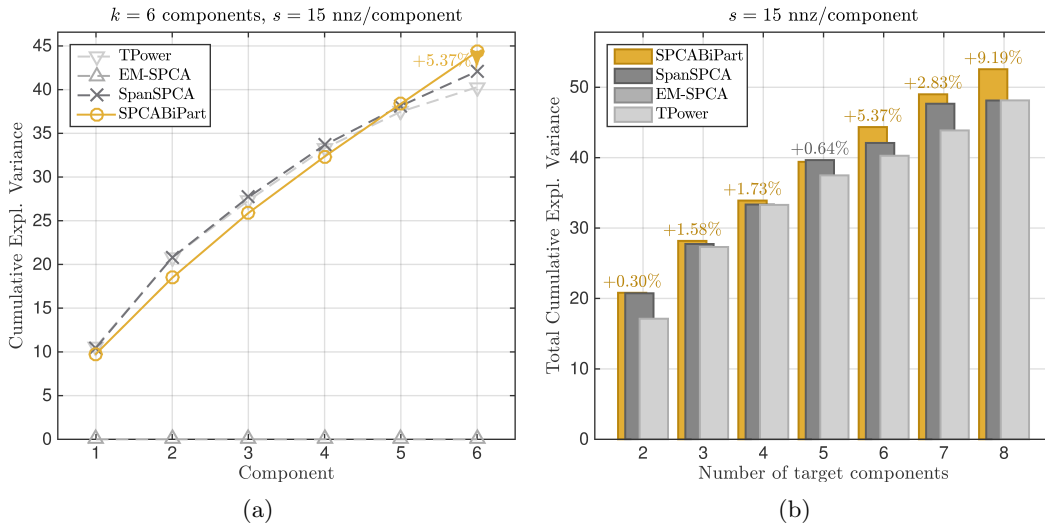 k = 6 components, s = 15 nnz/component
TPower
EM-SPCA
SpanSPCA
SPCABiPart
+5.37%
Cumulative Expl. Variance
45
40
35
30
25
20
15
10
5
0
1 2 3 4 5 6
Component
(a)
s = 15 nnz/component
SPCABiPart
SpanSPCA
EM-SPCA
TPower
+0.30%
+1.58%
+1.73%
+0.64%
+5.37%
+2.83%
+9.19%
Total Cumulative Expl. Variance
50
40
30
20
10
0
2 3 4 5 6 7 8
Number of target components
(b)